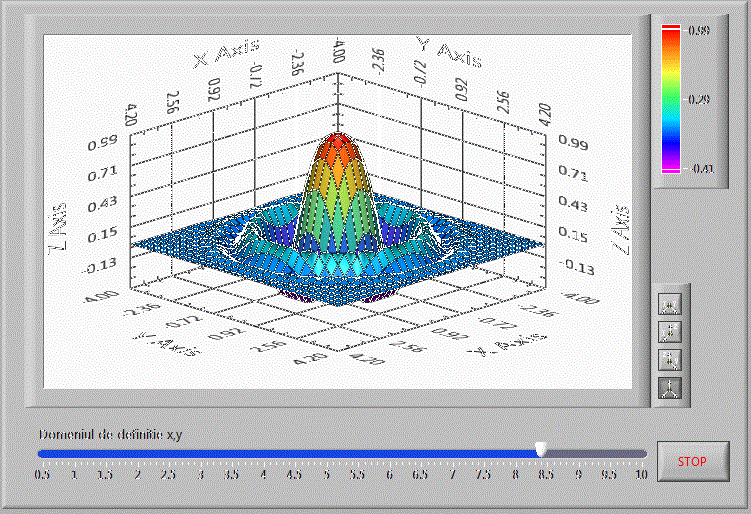 X Axis
Y Axis
4.20 2.56 0.92 -0.72 -2.36 -4.00 -2.36 -0.72 0.92 2.56 4.20
0.99 0.99
0.71 0.71
0.43 0.43
0.15 0.15
-0.13 -0.13
Z Axis Z Axis
-4.00 -4.00
-2.36 -2.36
-0.72 -0.72
0.92 0.92
2.56 2.56
4.20 4.20
X Axis
-0.99
-0.29
-0.41
Domeniul de definitie x,y
0.5 1 1.5 2 2.5 3 3.5 4 4.5 5 5.5 6 6.5 7 7.5 8 8.5 9 9.5 10
STOP